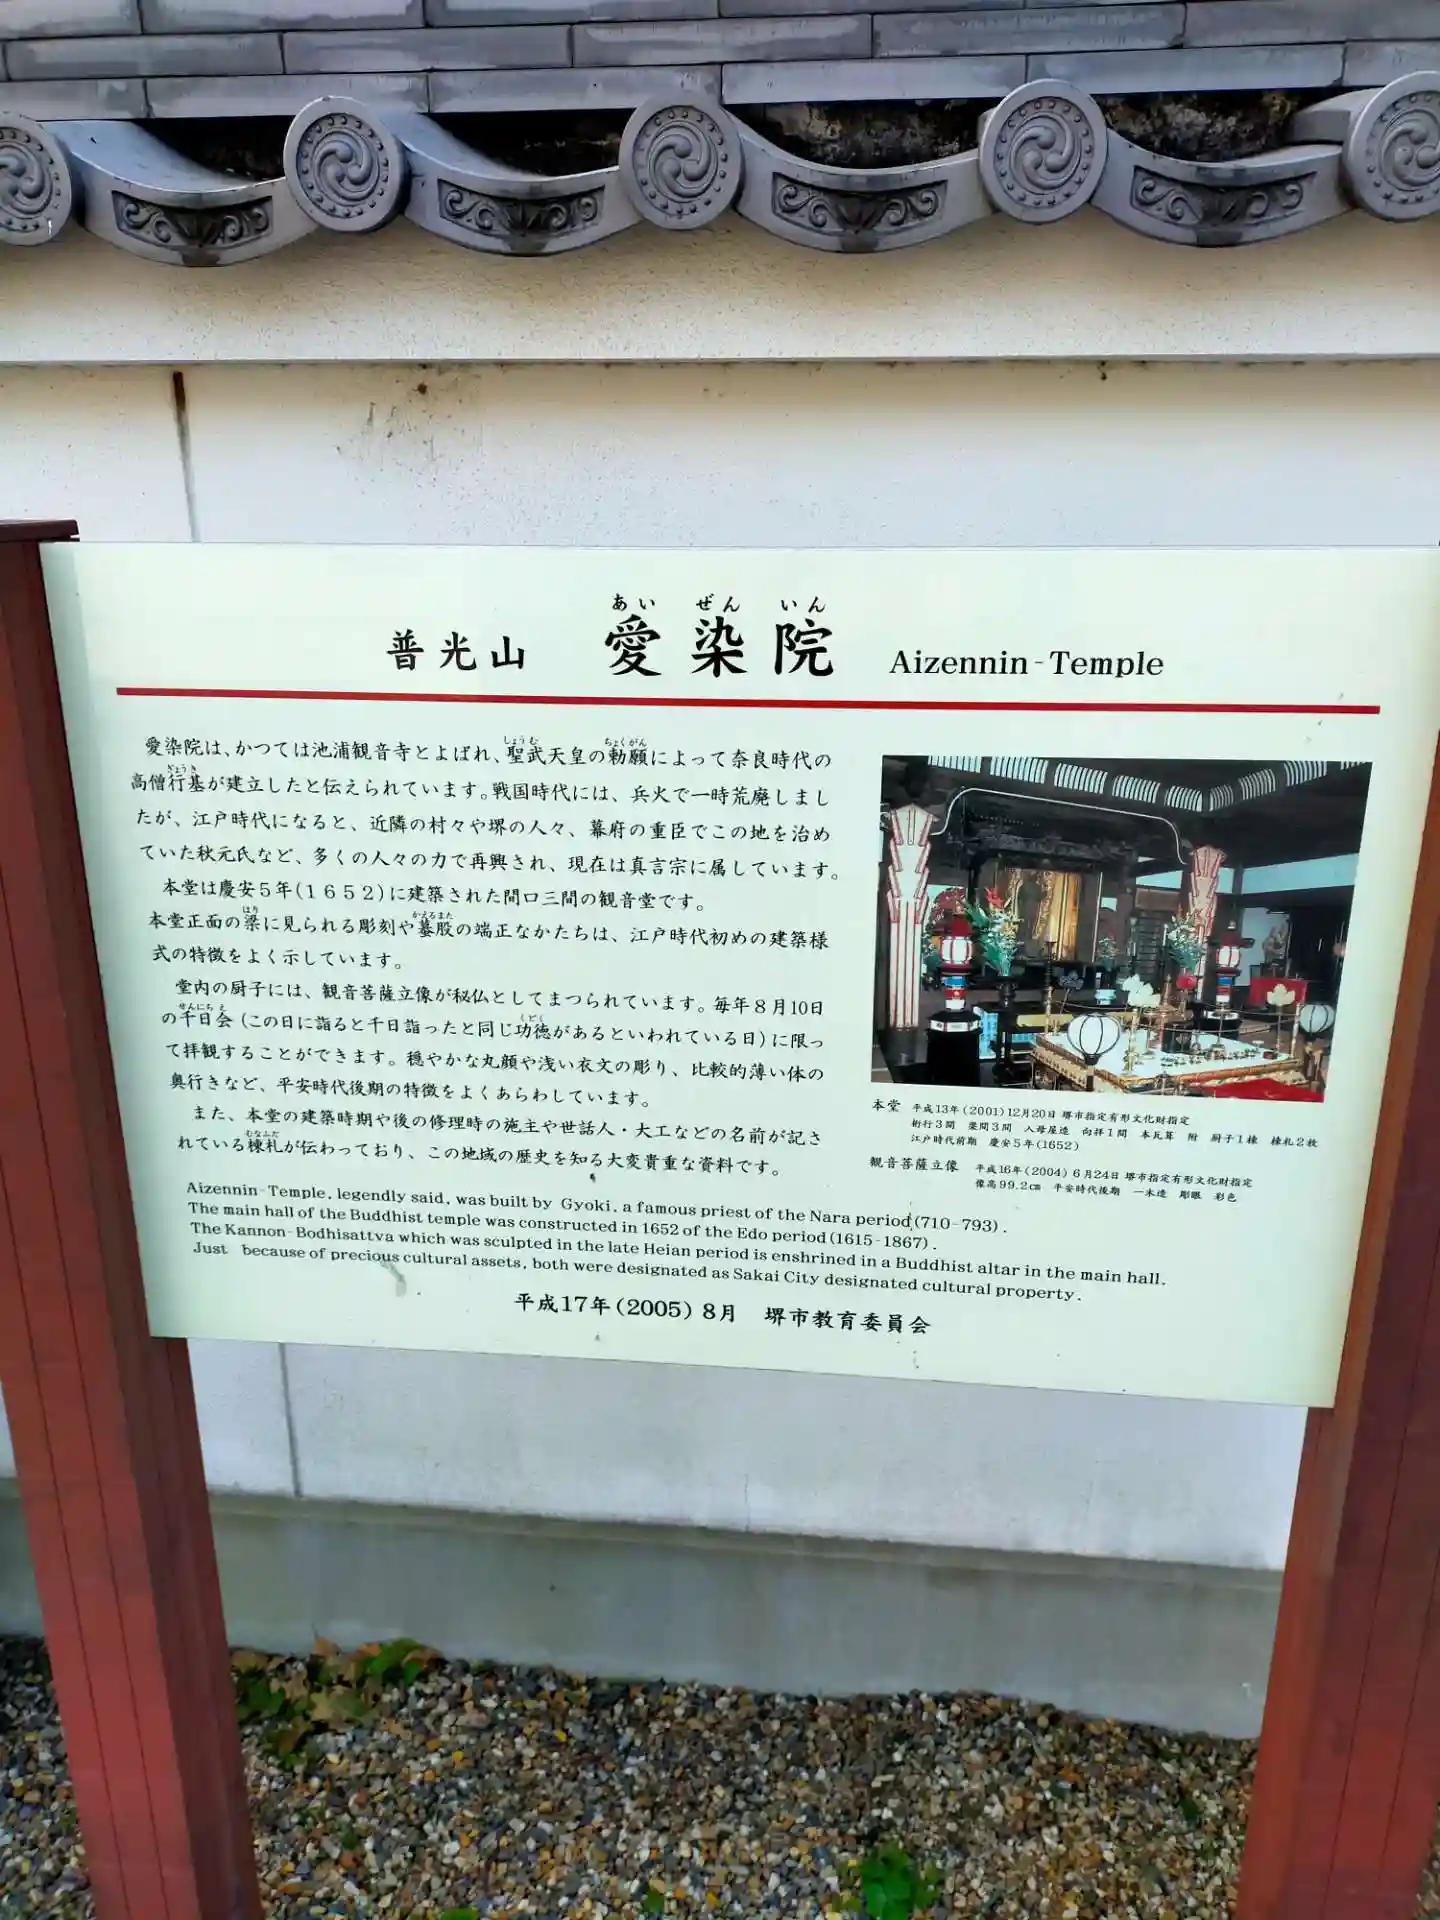 あい ぜん いん
普光山 愛染院 Aizennin-Temple
愛染院は、かつては池浦観音寺とよばれ、聖武天皇の勅願によって奈良時代の
高僧行基が建立したと伝えられています。戦国時代には、兵火で一時荒廃しまし
たが、江戸時代になると、近隣の村々や堺の人々、幕府の重臣でこの地を治め
ていた秋元氏など、多くの人々の力で再興され、現在は真言宗に属しています。
本堂は慶安5年(1652)に建築された間口三間の観音堂です。
本堂正面の梁に見られる彫刻や蟇股の端正なかたちは、江戸時代初めの建築様
式の特徴をよく示しています。
堂内の厨子には、観音菩薩立像が秘仏としてまつられています。毎年8月10日
の千日会(この日に詣ると千日詣ったと同じ功徳があるといわれている日)に限っ
て拝観することができます。穏やかな丸顔や浅い衣文の彫り、比較的薄い体の
奥行きなど、平安時代後期の特徴をよくあらわしています。
また、本堂の建築時期や後の修理時の施主や世話人・大工などの名前が記さ
れている棟札が伝わっており、この地域の歴史を知る大変貴重な資料です。
本堂 平成13年(2001)12月20日 堺市指定有形文化財指定
桁行3間 梁間3間 入母屋造 向拝1間 本瓦葺 附 厨子1棟 棟札2枚
江戸時代前期 慶安5年(1652)
観音菩薩立像 平成16年(2004)6月24日 堺市指定有形文化財指定
像高99.2㎝ 平安時代後期 一木造 彫眼 彩色
Aizennin-Temple, legendly said, was built by Gyoki, a famous priest of the Nara period(710-793).
The main hall of the Buddhist temple was constructed in 1652 of the Edo period(1615-1867).
The Kannon-Bodhisattva which was sculpted in the late Heian period is enshrined in a Buddhist altar in the main hall.
Just because of precious cultural assets, both were designated as Sakai City designated cultural property.
平成17年(2005)8月 堺市教育委員会